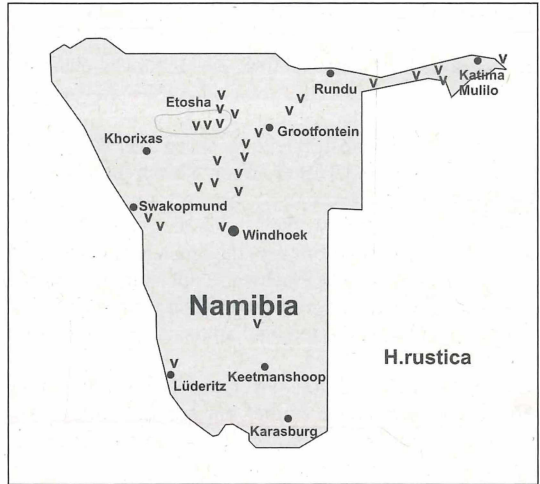 Rundu
Katima
Mulilo
Etosha
Grootfontein
Khorixas
Swakopmund
Windhoek
Namibia
H.rustica
Keetmanshoop
Lüderitz
Karasburg